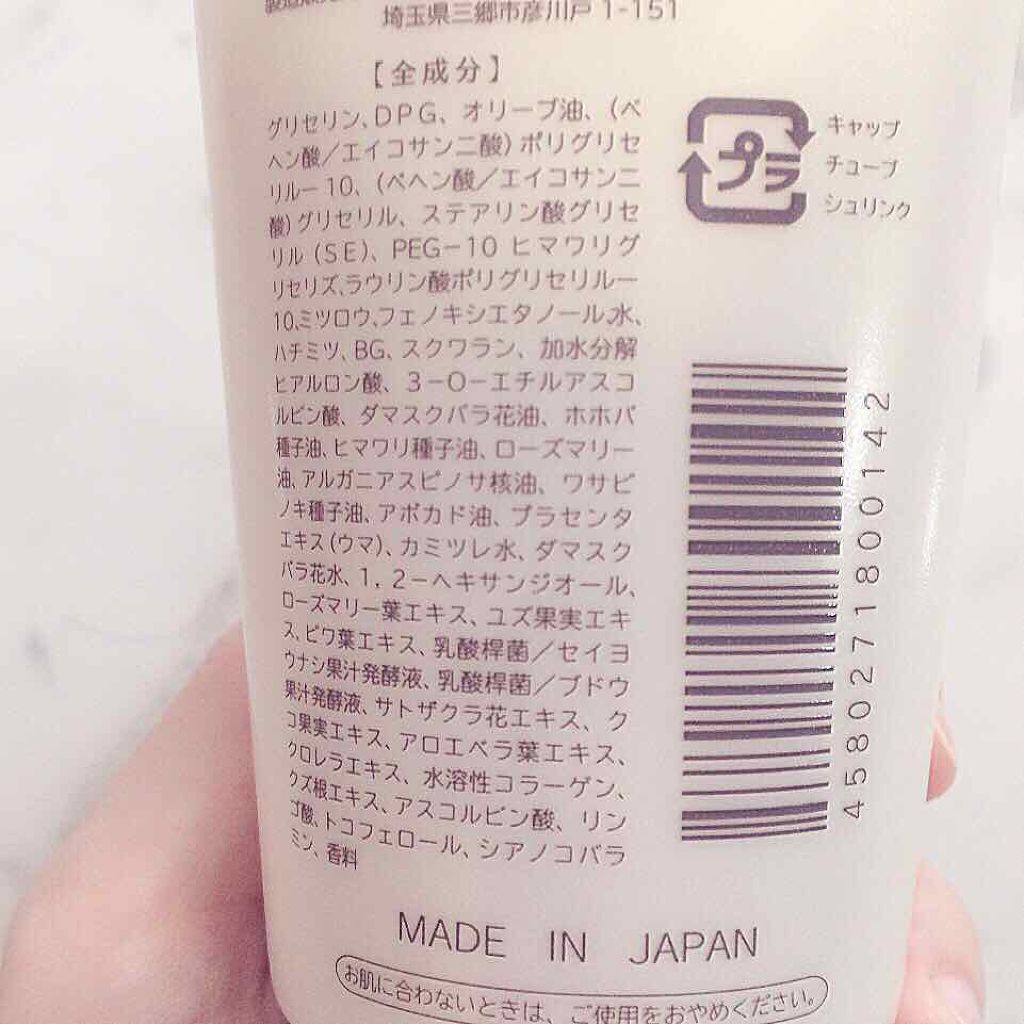 埼玉県三郷市彦川戸 1-151
【全成分】
グリセリン、DPG、オリーブ油、(ベ
ヘン酸/エイコサン二酸)ポリグリセ
リル－10、(ベヘン酸/エイコサン二
酸)グリセリル、ステアリン酸グリセ
リル(SE)、PEG－10 ヒマワリグ
リセリズ、ラウリン酸ポリグリセリル－
10、ミツロウ、フェノキシエタノール、水、
ハチミツ、BG、スクワラン、加水分解
ヒアルロン酸、3－O－エチルアスコ
ルビン酸、ダマスクバラ花油、ホホバ
種子油、ヒマワリ種子油、ローズマリー
油、アルガニアスピノサ核油、ワサビ
ノキ種子油、アボカド油、プラセンタ
エキス(ウマ)、カミツレ水、ダマスク
バラ花水、1，2－ヘキサンジオール、
ローズマリー葉エキス、ユズ果実エキ
ス、ビワ葉エキス、乳酸桿菌/セイヨ
ウナシ果汁発酵液、乳酸桿菌/ブドウ
果汁発酵液、サトザクラ花エキス、ク
コ果実エキス、アロエベラ葉エキス、
クロレラエキス、水溶性コラーゲン、
クズ根エキス、アスコルビン酸、リン
ゴ酸、トコフェロール、シアノコバラ
ミン、香料
プラ
キャップ
チューブ
シュリンク
4580271800142
MADE IN JAPAN
お肌に合わないときは、ご使用をおやめください。